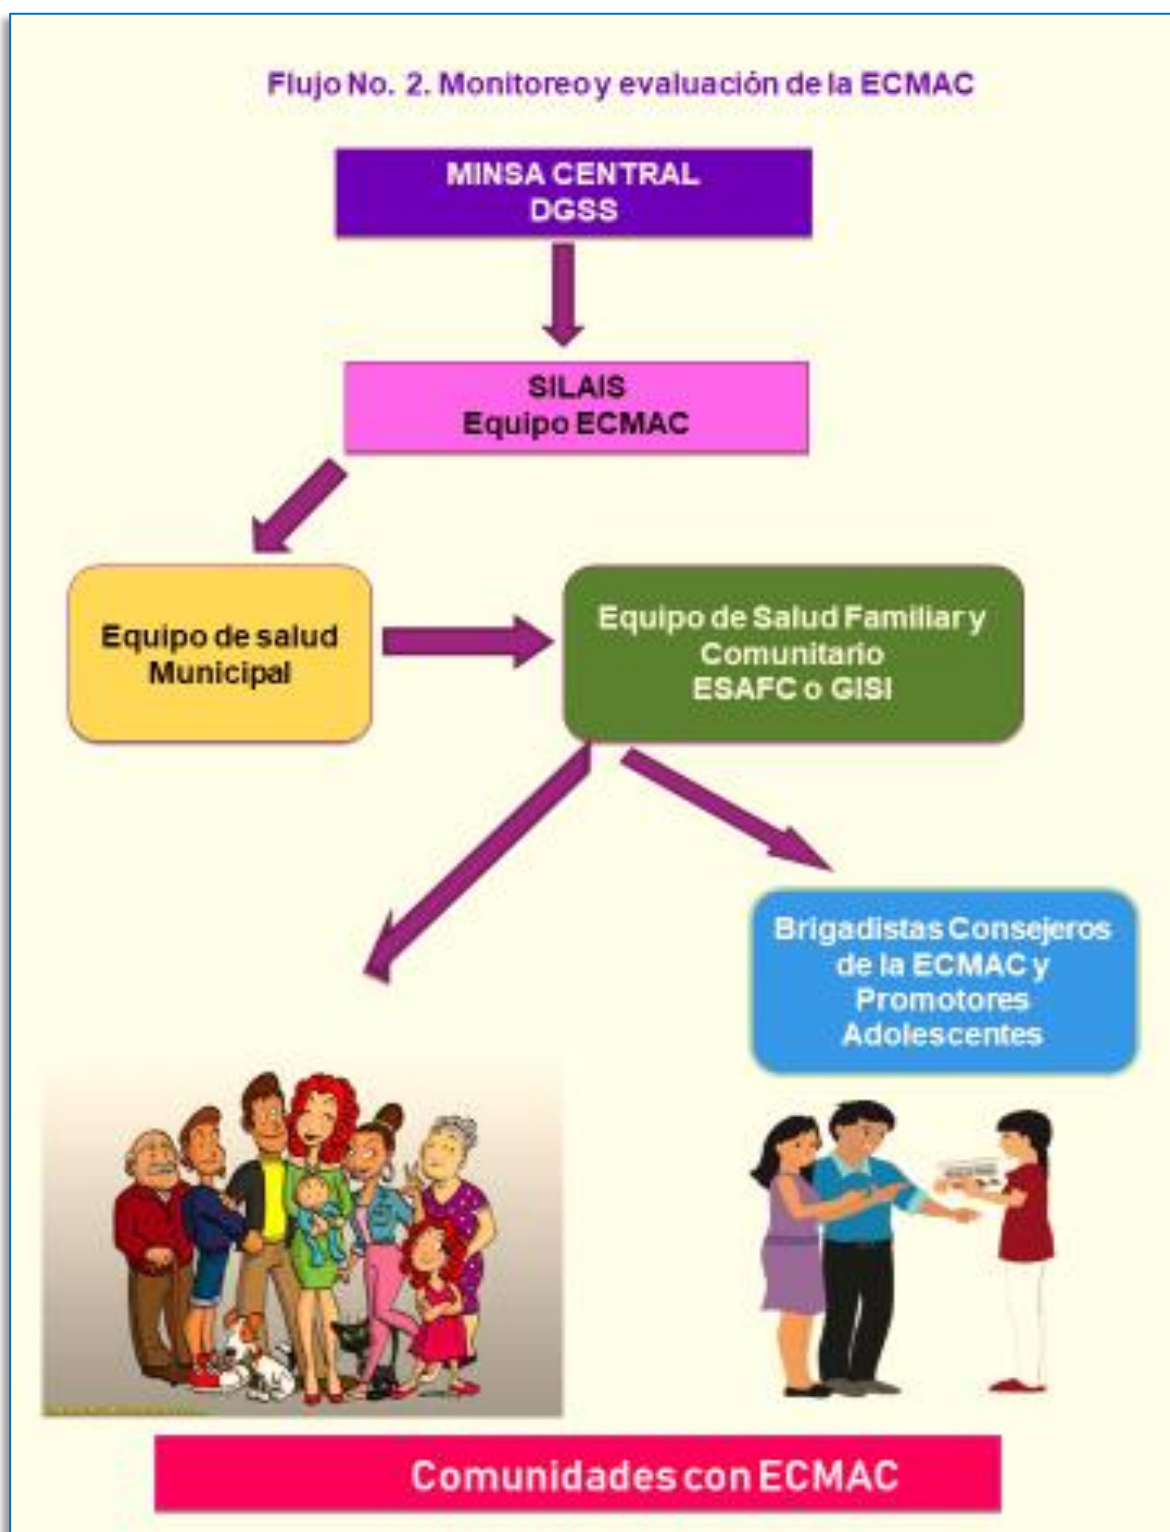 Flujo No. 2. Monitoreo y evaluación de la ECMAC
MINSA CENTRAL
DGSS
SILAIS
Equipo ECMAC
Equipo de salud
Municipal
Equipo de Salud Familiar y
Comunitario
ESAFC o GISI
Brigadistas Consejeros
de la ECMAC y
Promotores
Adolescentes
Comunidades con ECMAC